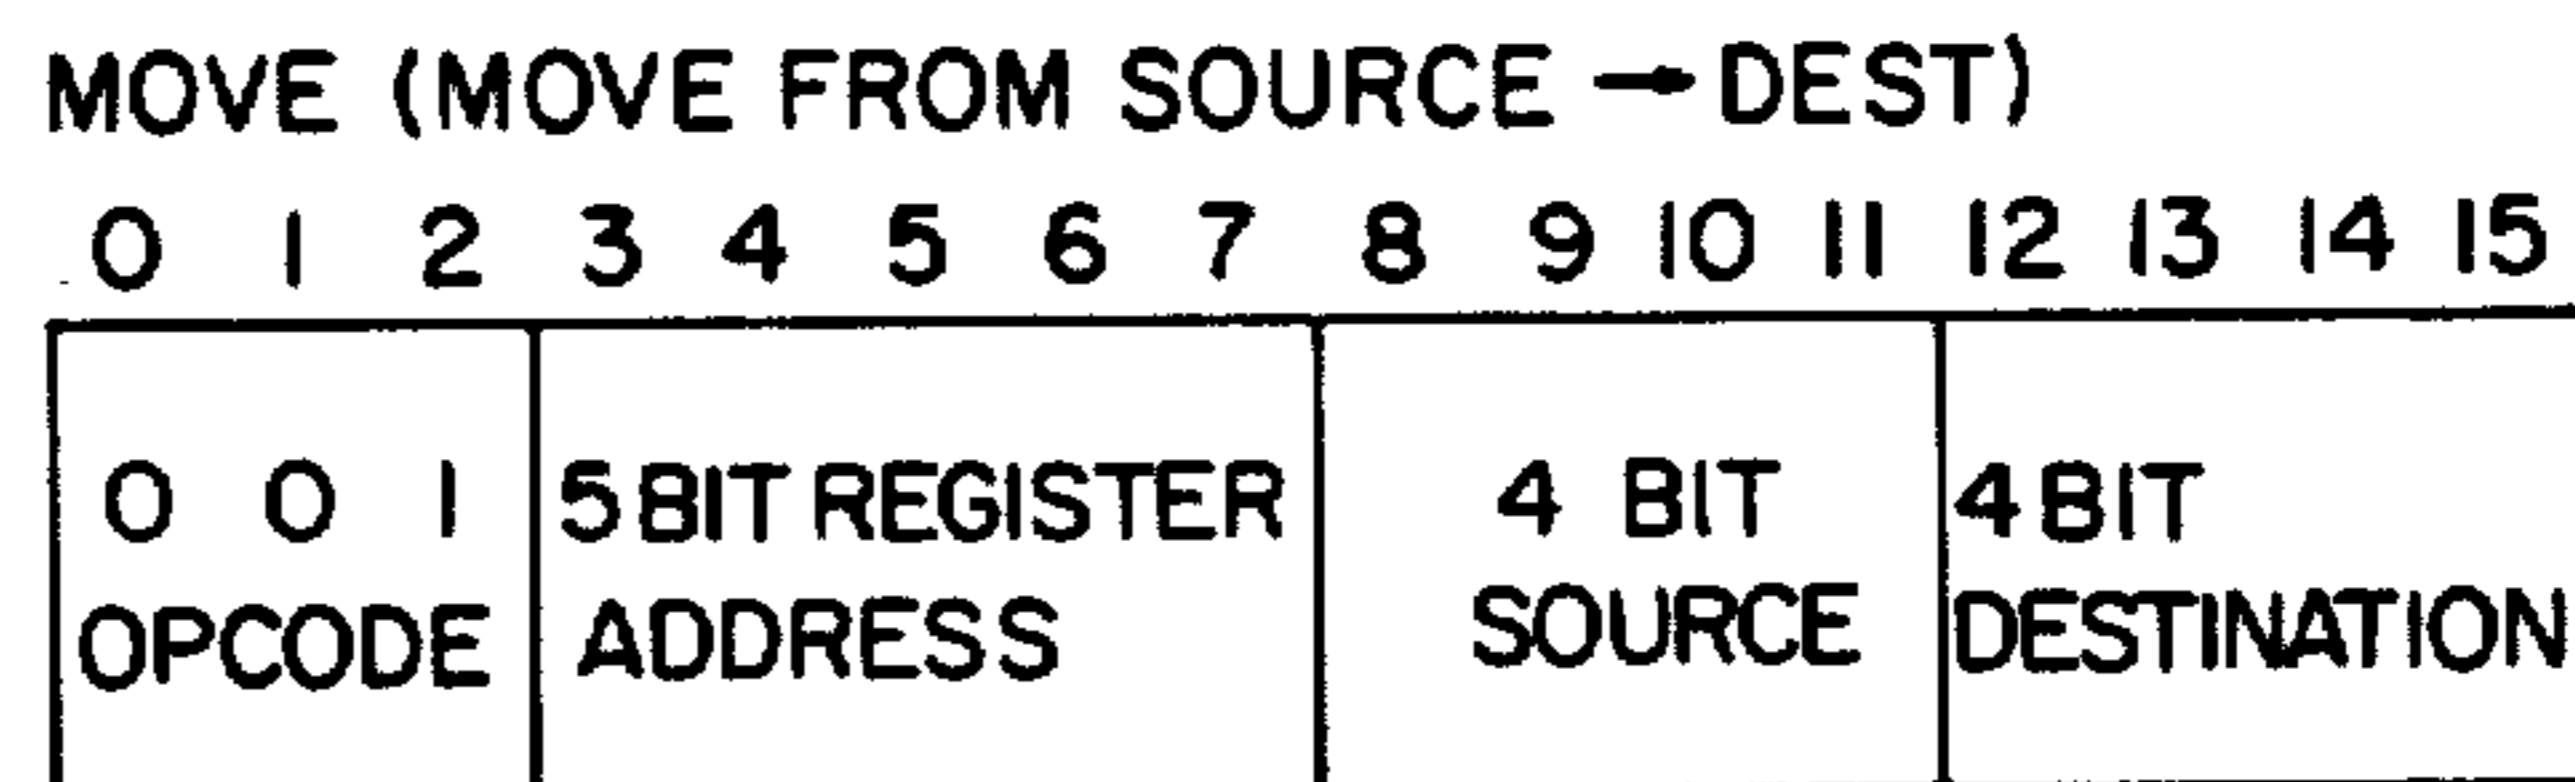 MOVE (MOVE FROM SOURCE → DEST)
0 1 2 3 4 5 6 7 8 9 10 11 12 13 14 15
0 0 1 5 BIT REGISTER 4 BIT 4 BIT
OPCODE ADDRESS SOURCE DESTINATION